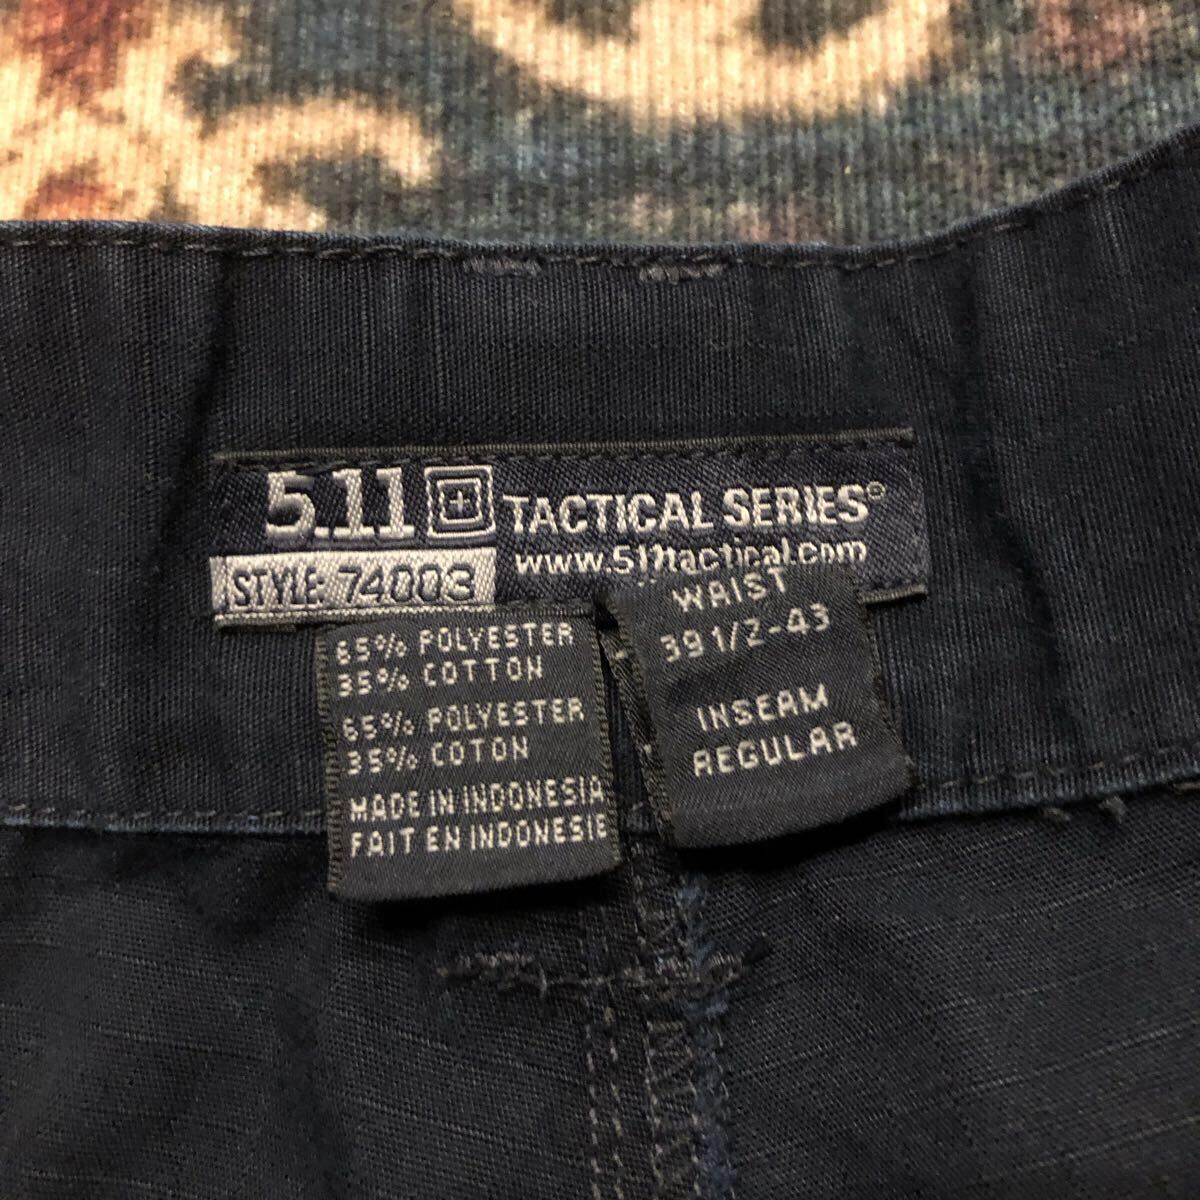 5.11 TACTICAL SERIES®
www.511tactical.com
STYLE: 74003
65% POLYESTER
35% COTTON
65% POLYESTER
35% COTON
MADE IN INDONESIA
FAIT EN INDONESIE
WAIST
39 1/2-43
INSEAM
REGULAR